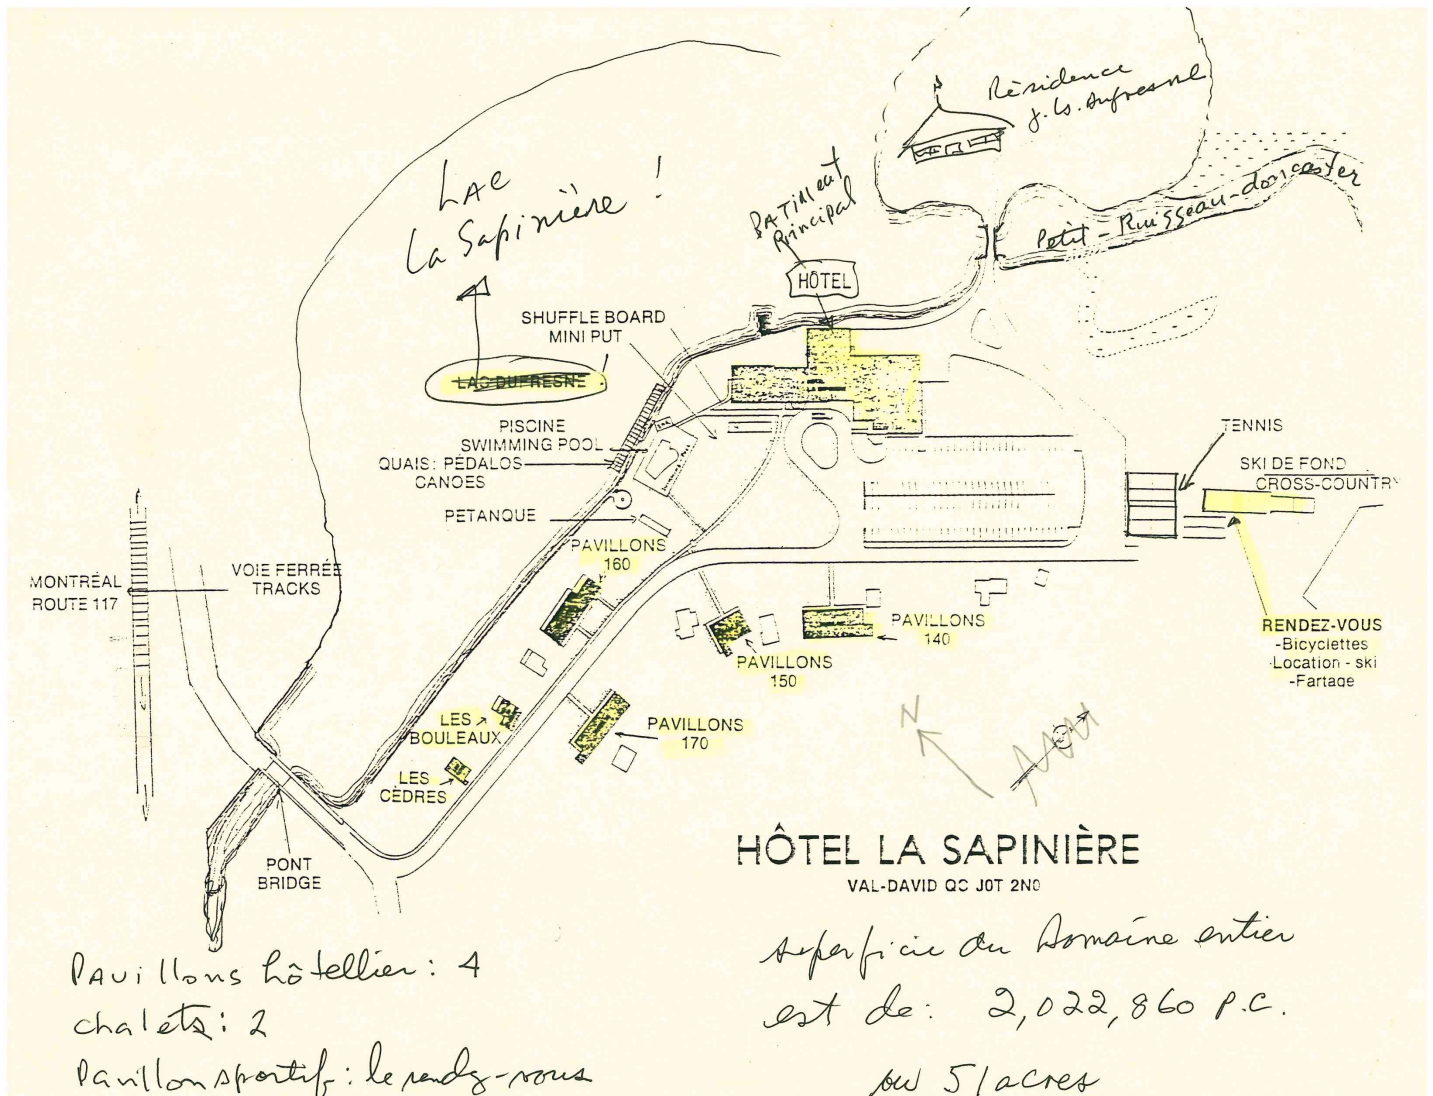 Résidence
J. Ls. Dufresne
LAC
La Sapinière !
BATIMENT
Principal
HÔTEL
Petit-Ruisseau-doncaster
SHUFFLE BOARD
MINI PUT
LAC DUFRESNE
PISCINE
SWIMMING POOL
QUAIS: PÉDALOS
CANOES
PETANQUE
TENNIS
SKI DE FOND
CROSS-COUNTRY
PAVILLONS
160
MONTRÉAL
ROUTE 117
VOIE FERRÉE
TRACKS
PAVILLONS
140
PAVILLONS
150
RENDEZ-VOUS
-Bicyclettes
-Location - ski
-Fartage
LES
BOULEAUX
PAVILLONS
170
N
LES
CÈDRES
PONT
BRIDGE
HÔTEL LA SAPINIÈRE
VAL-DAVID QC J0T 2N0
Pavillons hôtellier: 4
chalets: 2
Pavillon sportif: le rendez-vous
superficie du Domaine entier
est de: 2,022,860 P.C.
ou 51 acres